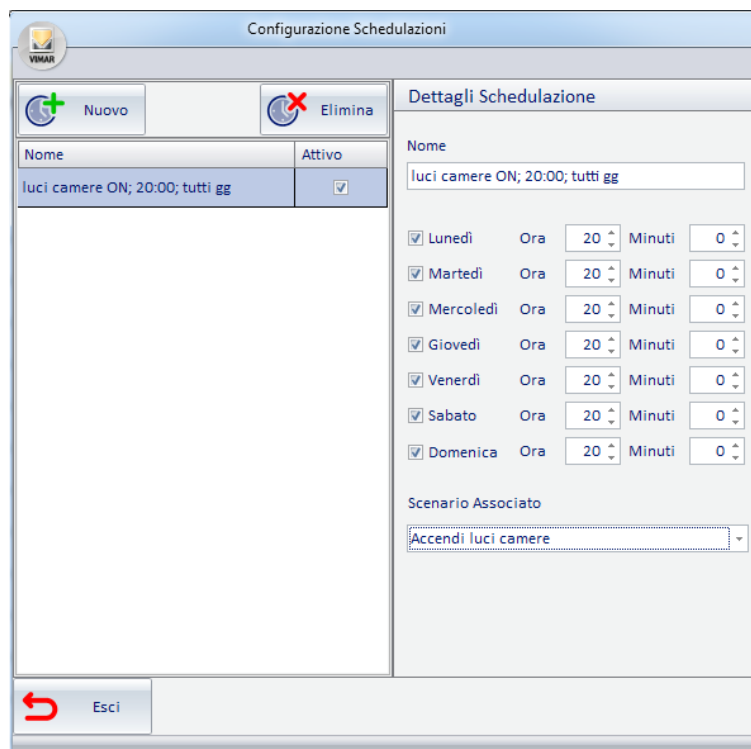 Configurazione Schedulazioni
VIMAR
Nuovo
Elimina
Nome Attivo
luci camere ON; 20:00; tutti gg
Dettagli Schedulazione
Nome
luci camere ON; 20:00; tutti gg
Lunedì Ora 20 Minuti 0
Martedì Ora 20 Minuti 0
Mercoledì Ora 20 Minuti 0
Giovedì Ora 20 Minuti 0
Venerdì Ora 20 Minuti 0
Sabato Ora 20 Minuti 0
Domenica Ora 20 Minuti 0
Scenario Associato
Accendi luci camere
Esci